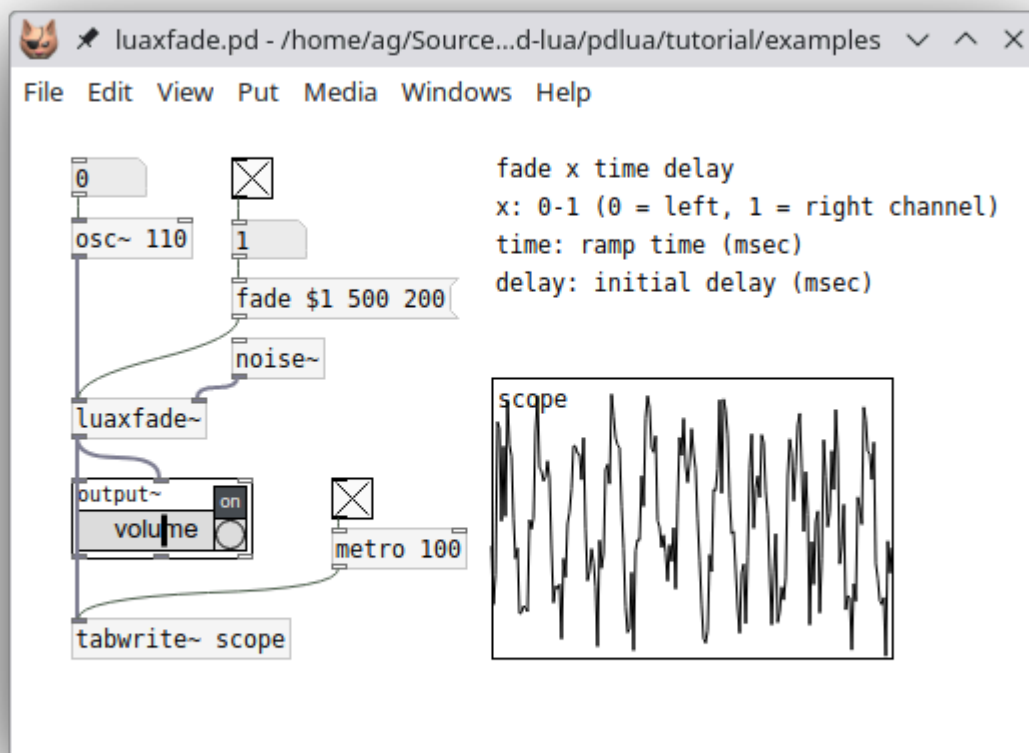 luaxfade.pd - /home/ag/Source...d-lua/pdlua/tutorial/examples
File Edit View Put Media Windows Help
0
osc~ 110
1
fade $1 500 200
noise~
luaxfade~
output~
on
volume
metro 100
tabwrite~ scope
fade x time delay
x: 0-1 (0 = left, 1 = right channel)
time: ramp time (msec)
delay: initial delay (msec)
scope